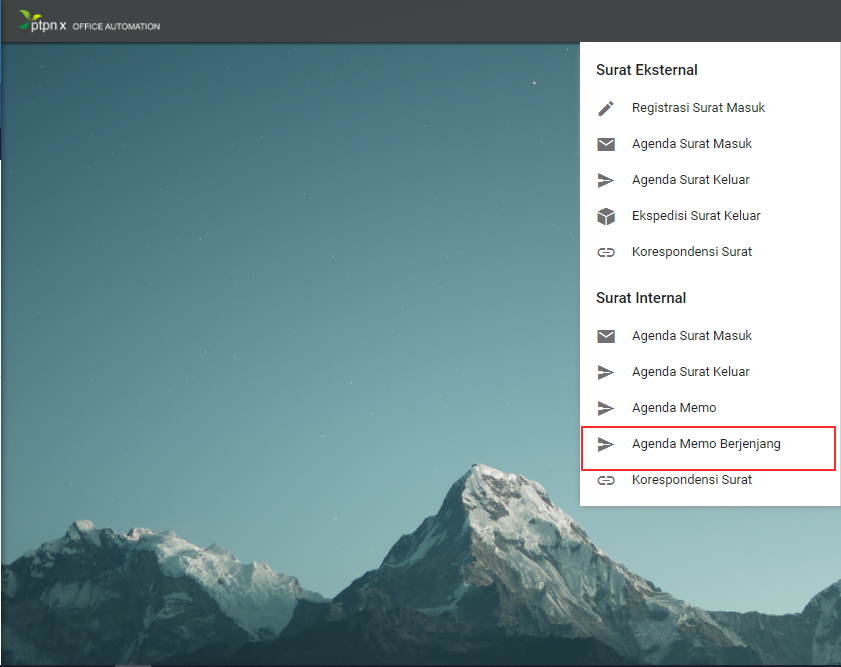 ptpn x OFFICE AUTOMATION
Surat Eksternal
Registrasi Surat Masuk
Agenda Surat Masuk
Agenda Surat Keluar
Ekspedisi Surat Keluar
Korespondensi Surat
Surat Internal
Agenda Surat Masuk
Agenda Surat Keluar
Agenda Memo
Agenda Memo Berjenjang
Korespondensi Surat